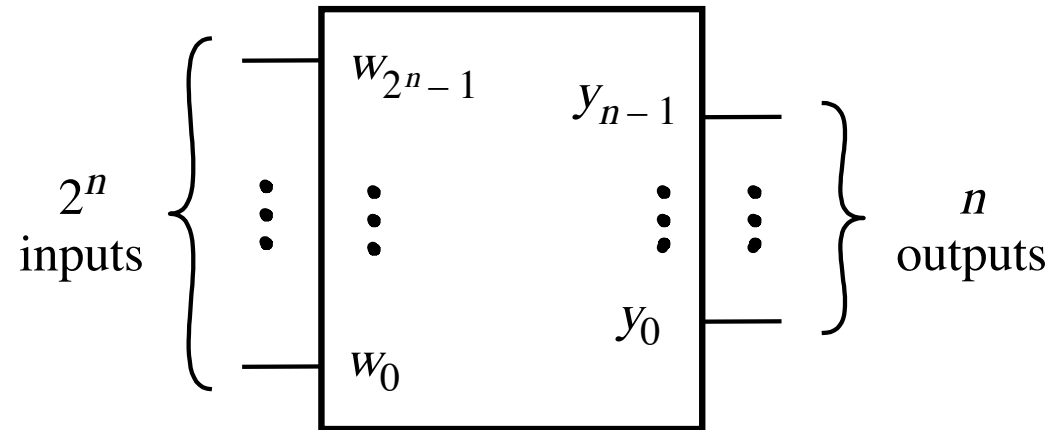 w_{2^n – 1}
y_{n – 1}
2^n
inputs
n
outputs
y_0
w_0